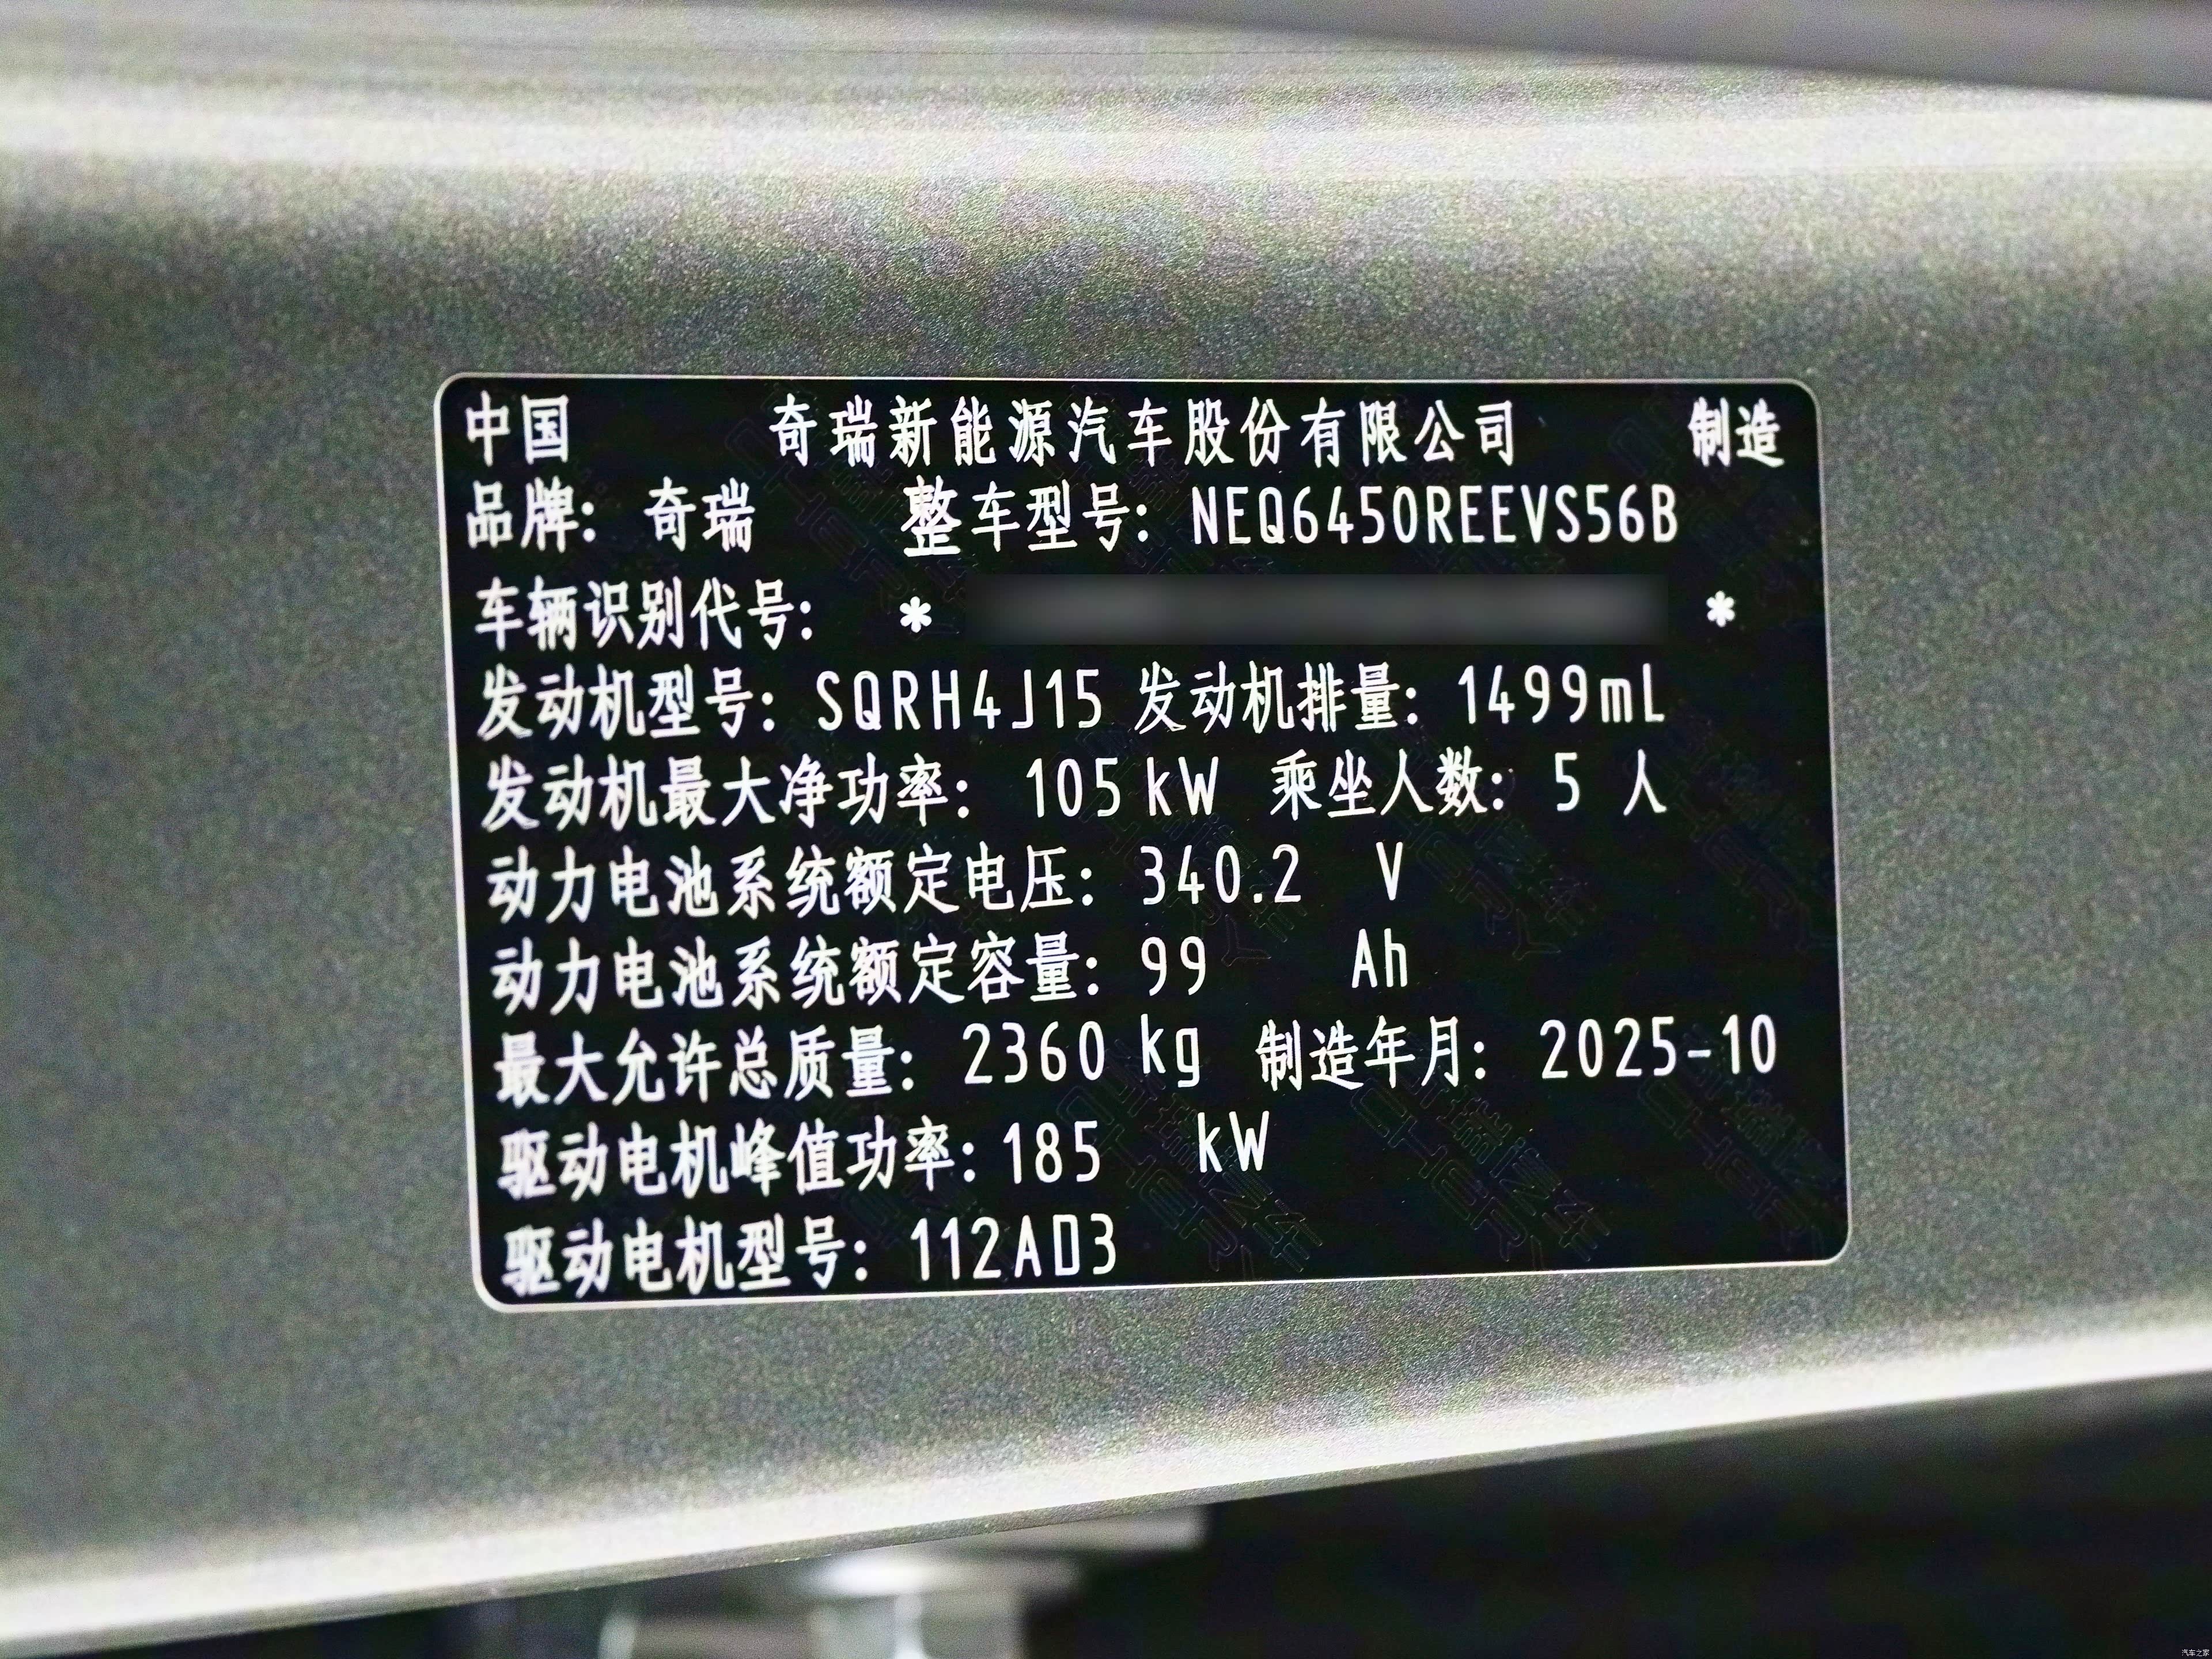 中国 奇瑞新能源汽车股份有限公司 制造
品牌: 奇瑞 整车型号: NEQ6450REEVS56B
车辆识别代号: * *
发动机型号: SQRH4J15 发动机排量: 1499mL
发动机最大净功率: 105 kW 乘坐人数: 5 人
动力电池系统额定电压: 340.2 V
动力电池系统额定容量: 99 Ah
最大允许总质量: 2360 kg 制造年月: 2025-10
驱动电机峰值功率: 185 kW
驱动电机型号: 112AD3
汽车之家